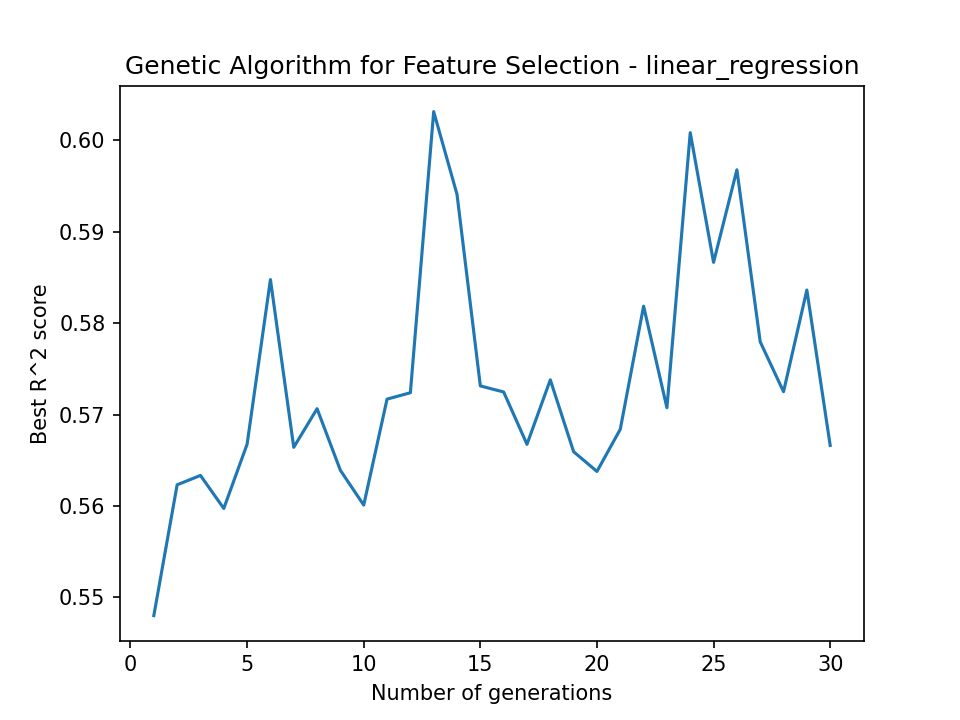 Genetic Algorithm for Feature Selection - linear_regression
Best R^2 score
0.60
0.59
0.58
0.57
0.56
0.55
0 5 10 15 20 25 30
Number of generations